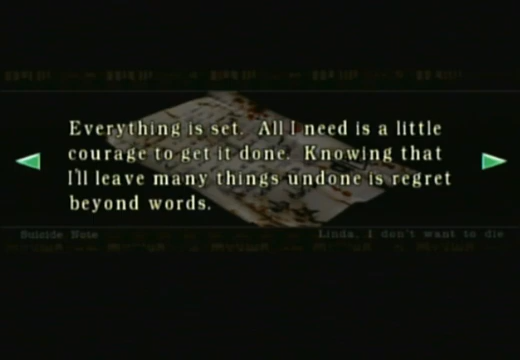 Everything is set. All I need is a little
courage to get it done. Knowing that
I'll leave many things undone is regret
beyond words.
Suicide Note
Linda, I don't want to die